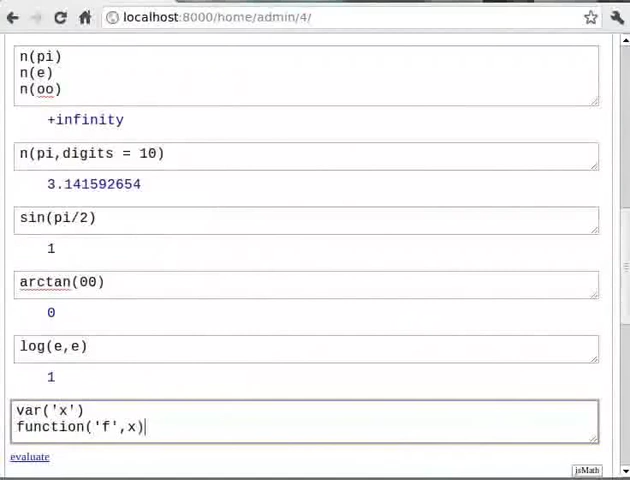 localhost:8000/home/admin/4/
n(pi)
n(e)
n(oo)
+infinity
n(pi,digits = 10)
3.141592654
sin(pi/2)
1
arctan(00)
0
log(e,e)
1
var('x')
function('f',x)
evaluate
jsMath